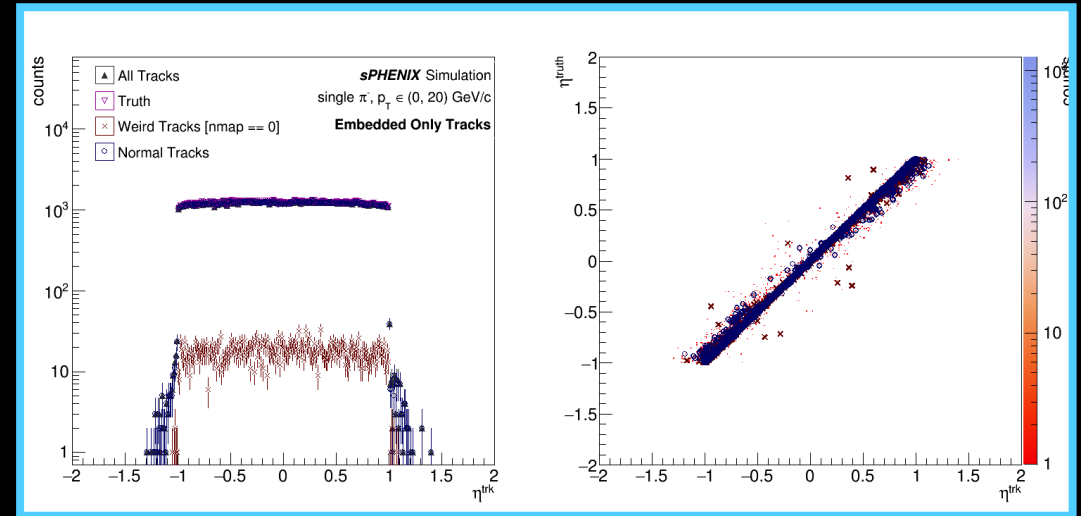 counts
All Tracks
Truth
Weird Tracks [nmap == 0]
Normal Tracks
sPHENIX Simulation
single π⁻, p_T ∈ (0, 20) GeV/c
Embedded Only Tracks
10⁴
10³
10²
10
1
−2 −1.5 −1 −0.5 0 0.5 1 1.5 2
η^trk
η^truth
2
1.5
1
0.5
0
−0.5
−1
−1.5
−2
−2 −1.5 −1 −0.5 0 0.5 1 1.5 2
η^trk
10²
10
1